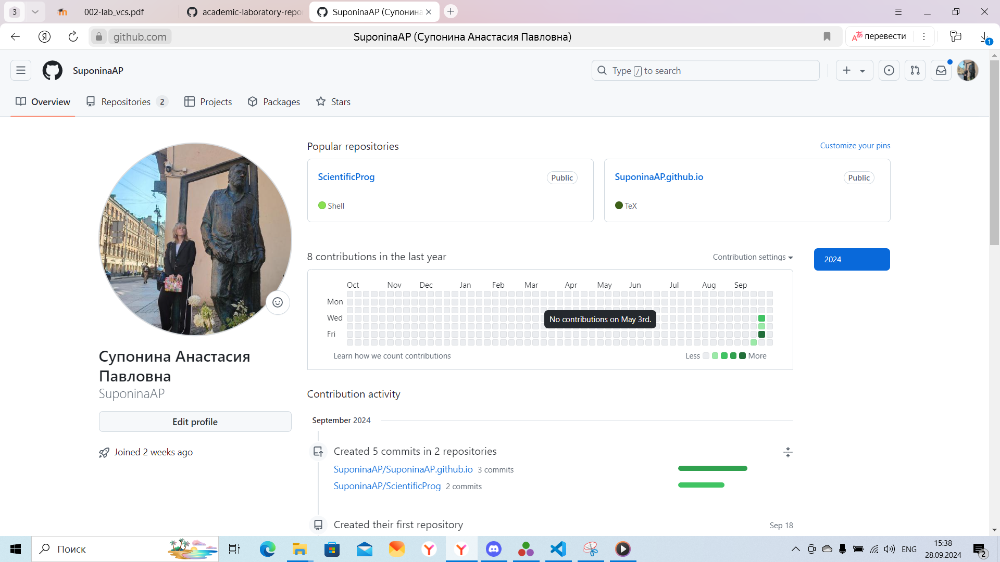 3
002-lab_vcs.pdf
academic-laboratory-repo
SuponinaAP (Супонина
github.com
SuponinaAP (Супонина Анастасия Павловна)
перевести
1
SuponinaAP
Type / to search
Overview
Repositories 2
Projects
Packages
Stars
Popular repositories
Customize your pins
ScientificProg
Public
Shell
SuponinaAP.github.io
Public
TeX
8 contributions in the last year
Contribution settings
2024
Oct Nov Dec Jan Feb Mar Apr May Jun Jul Aug Sep
Mon
Wed
Fri
No contributions on May 3rd.
Learn how we count contributions
Less
More
Супонина Анастасия
Павловна
SuponinaAP
Edit profile
Joined 2 weeks ago
Contribution activity
September 2024
Created 5 commits in 2 repositories
SuponinaAP/SuponinaAP.github.io 3 commits
SuponinaAP/ScientificProg 2 commits
Created their first repository
Sep 18
Поиск
ENG
15:38
28.09.2024
2